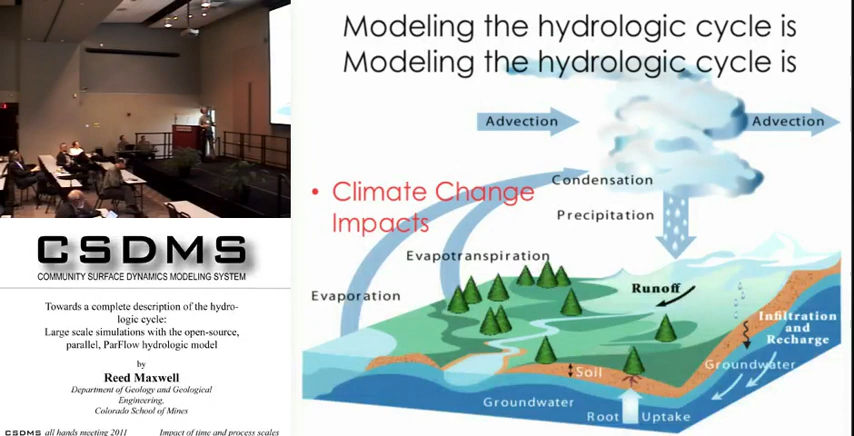 Modeling the hydrologic cycle is
Modeling the hydrologic cycle is
Advection
Advection
Condensation
• Climate Change
Impacts
Precipitation
Evapotranspiration
Evaporation
Runoff
Infiltration
and
Recharge
Groundwater
Soil
Groundwater
Root Uptake
CSDMS
COMMUNITY SURFACE DYNAMICS MODELING SYSTEM
Towards a complete description of the hydro-
logic cycle:
Large scale simulations with the open-source,
parallel, ParFlow hydrologic model
by
Reed Maxwell
Department of Geology and Geological
Engineering,
Colorado School of Mines
CSDMS all hands meeting 2011 Impact of time and process scales